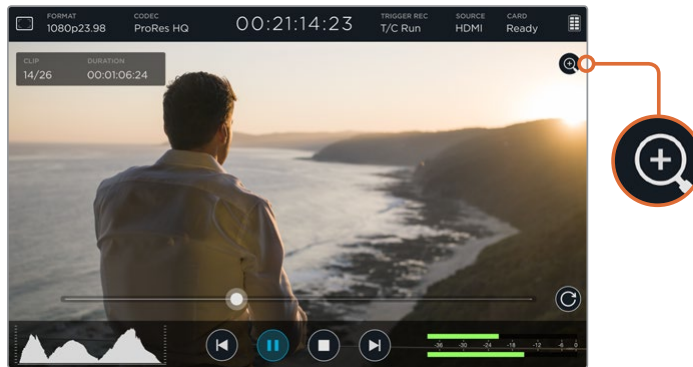 FORMAT CODEC 00:21:14:23 TRIGGER REC SOURCE CARD
1080p23.98 ProRes HQ T/C Run HDMI Ready
CLIP DURATION
14/26 00:01:06:24
-36 -30 -24 -18 -12 -6 0